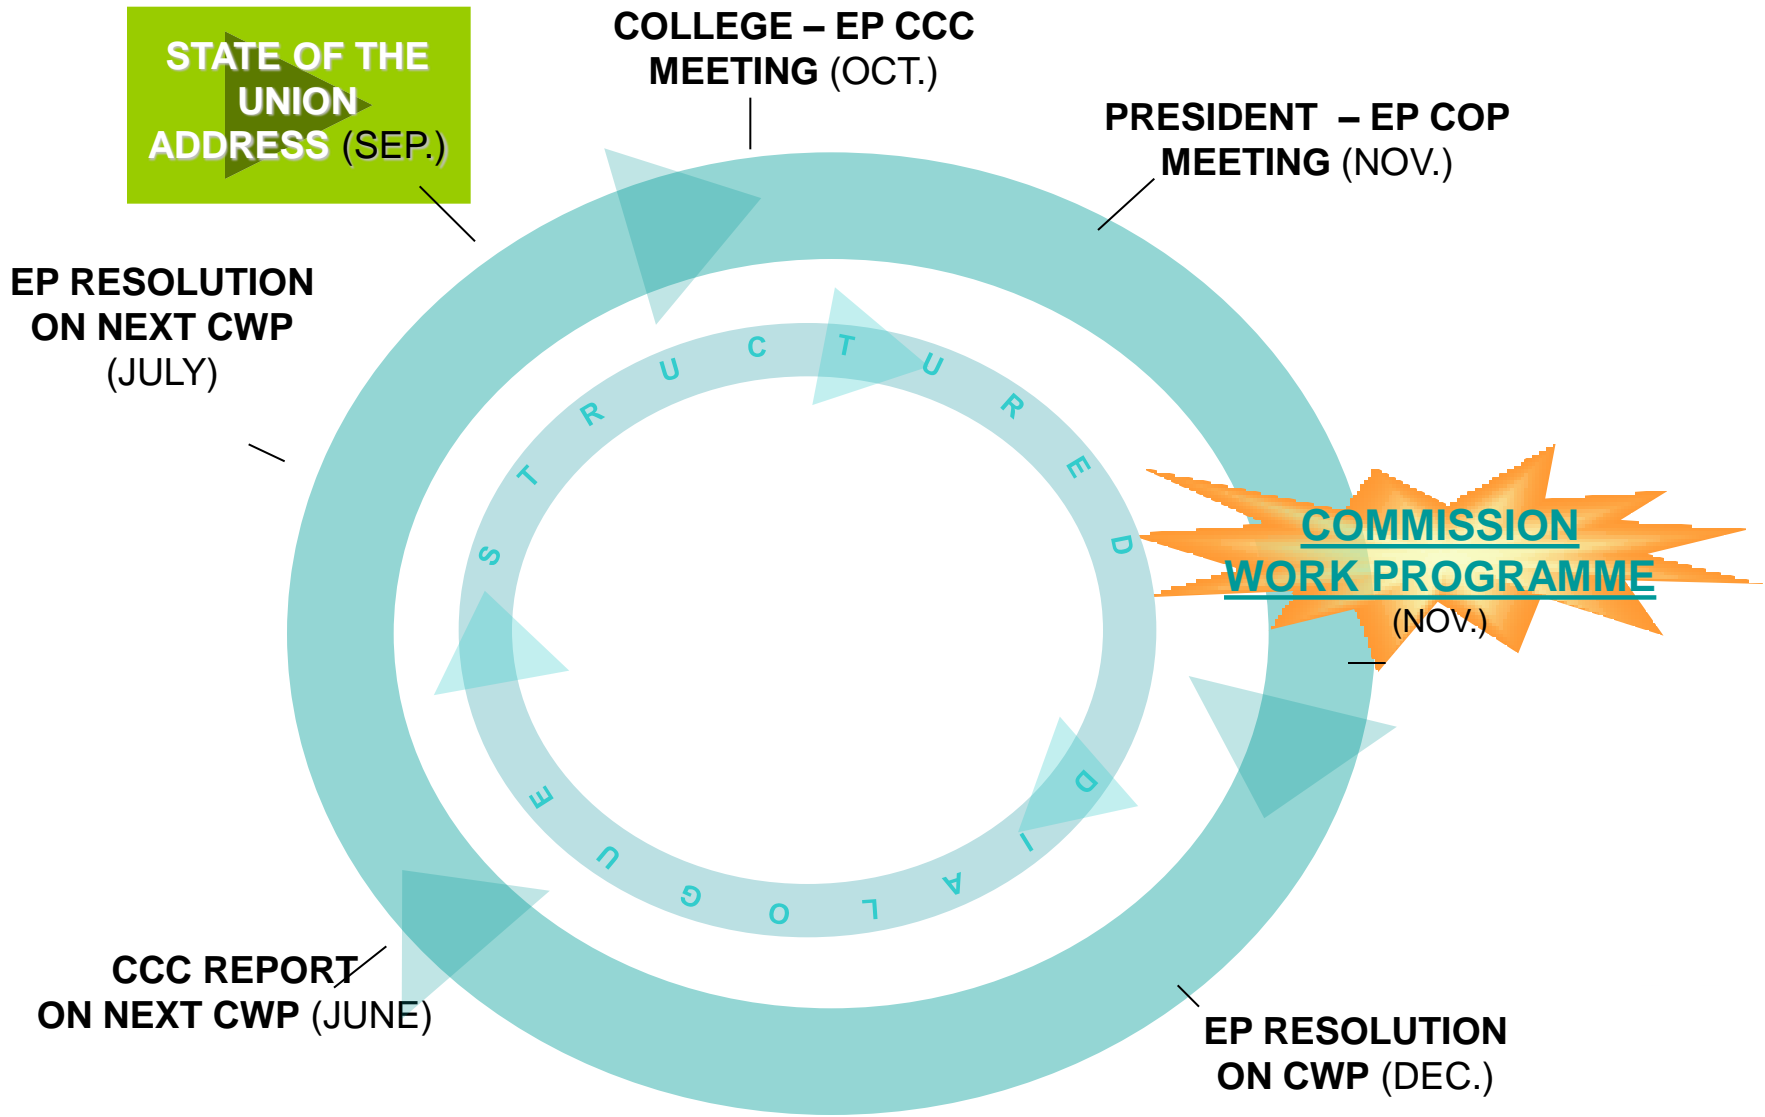 STATE OF THE
UNION
ADDRESS (SEP.)
COLLEGE – EP CCC
MEETING (OCT.)
PRESIDENT – EP COP
MEETING (NOV.)
COMMISSION
WORK PROGRAMME
(NOV.)
EP RESOLUTION
ON CWP (DEC.)
CCC REPORT
ON NEXT CWP (JUNE)
EP RESOLUTION
ON NEXT CWP
(JULY)
STRUCTURED DIALOGUE